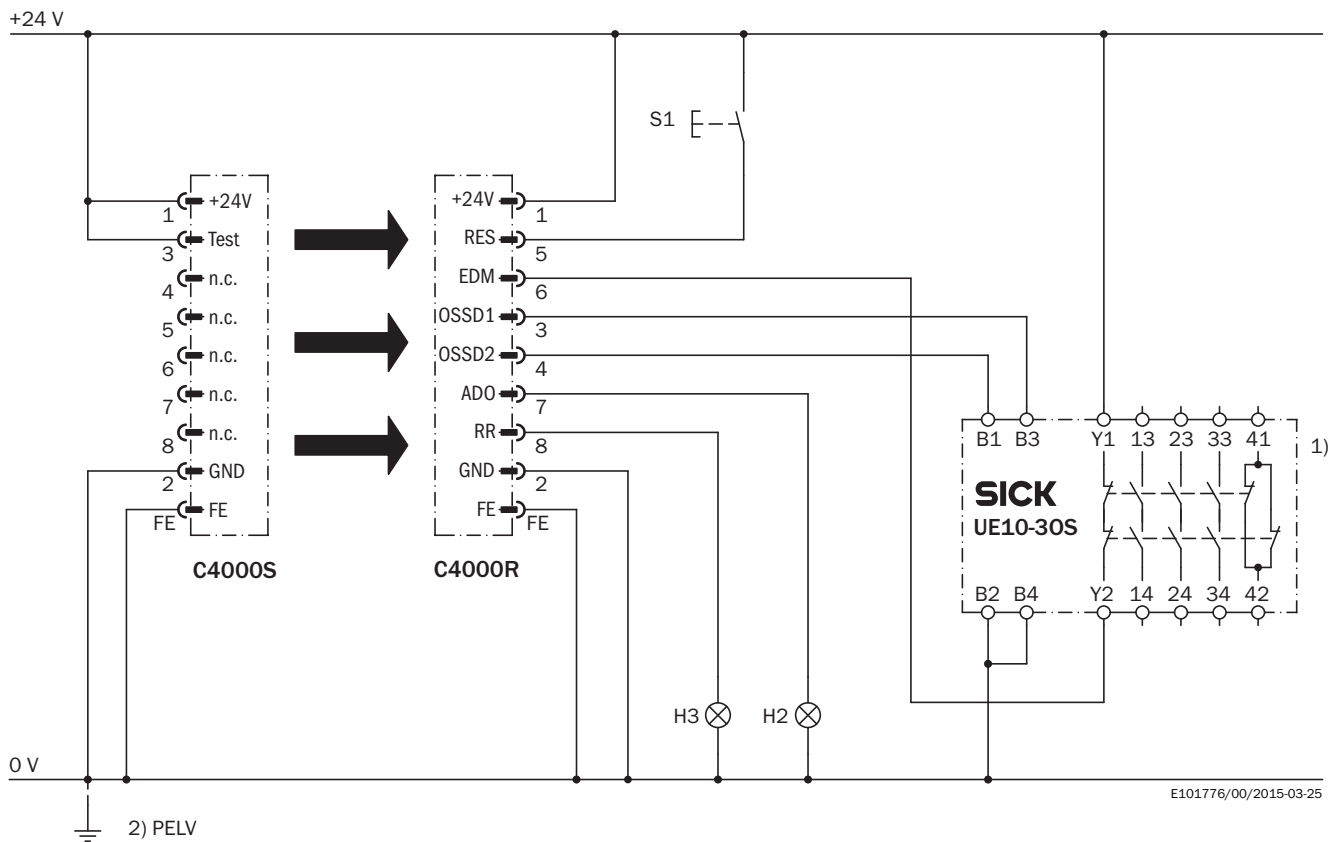 +24 V
S1
+24V
1
Test
3
n.c.
4
n.c.
5
n.c.
6
n.c.
7
n.c.
8
GND
2
FE
FE
C4000S
+24V
1
RES
5
EDM
6
OSSD1
3
OSSD2
4
ADO
7
RR
8
GND
2
FE
FE
C4000R
B1 B3 Y1 13 23 33 41
1)
SICK
UE10-30S
B2 B4 Y2 14 24 34 42
H3
H2
0 V
E101776/00/2015-03-25
2) PELV